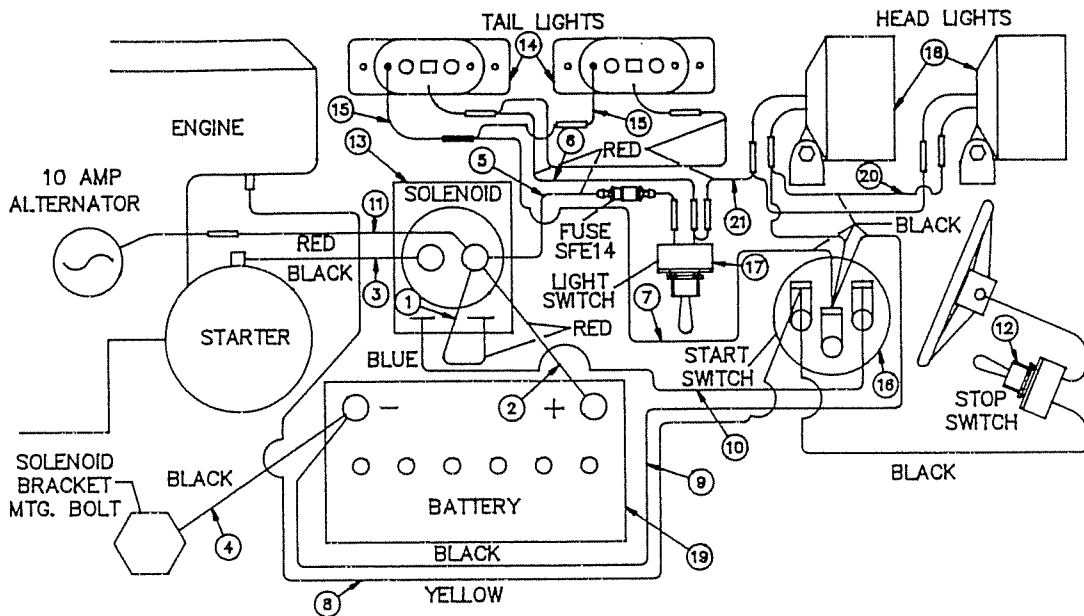 TAIL LIGHTS
HEAD LIGHTS
14
18
ENGINE
15
15
6
13
5
RED
SOLENOID
20
10 AMP
ALTERNATOR
11
21
BLACK
FUSE
SFE14
RED
BLACK
3
1
17
LIGHT
SWITCH
7
STARTER
RED
12
BLUE
START
SWITCH
16
2
- +
STOP
SWITCH
10
SOLENOID
BRACKET
MTG. BOLT
BLACK
9
BLACK
BATTERY
4
19
BLACK
8
YELLOW